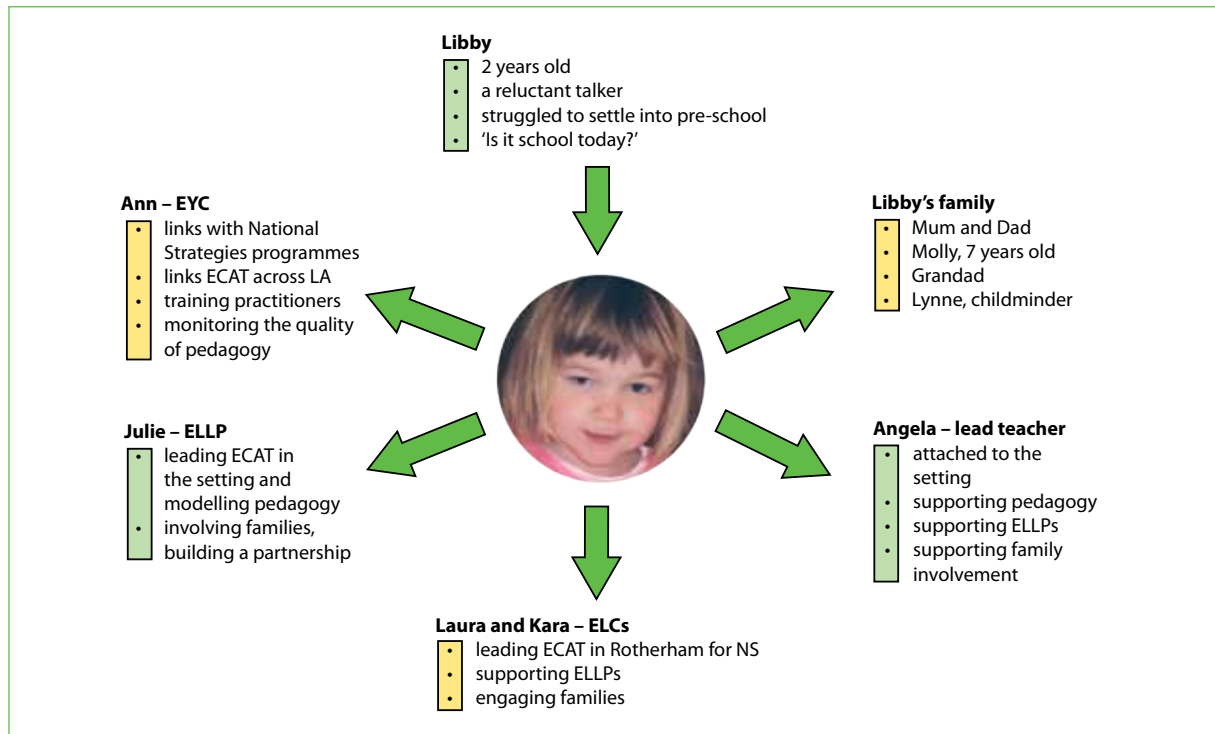 Libby
• 2 years old
• a reluctant talker
• struggled to settle into pre-school
• ‘Is it school today?’
Ann – EYC
• links with National
Strategies programmes
• links ECAT across LA
• training practitioners
• monitoring the quality
of pedagogy
Libby’s family
• Mum and Dad
• Molly, 7 years old
• Grandad
• Lynne, childminder
Julie – ELLP
• leading ECAT in
the setting and
modelling pedagogy
• involving families,
building a partnership
Angela – lead teacher
• attached to the
setting
• supporting pedagogy
• supporting ELLPs
• supporting family
involvement
Laura and Kara – ELCs
• leading ECAT in Rotherham for NS
• supporting ELLPs
• engaging families